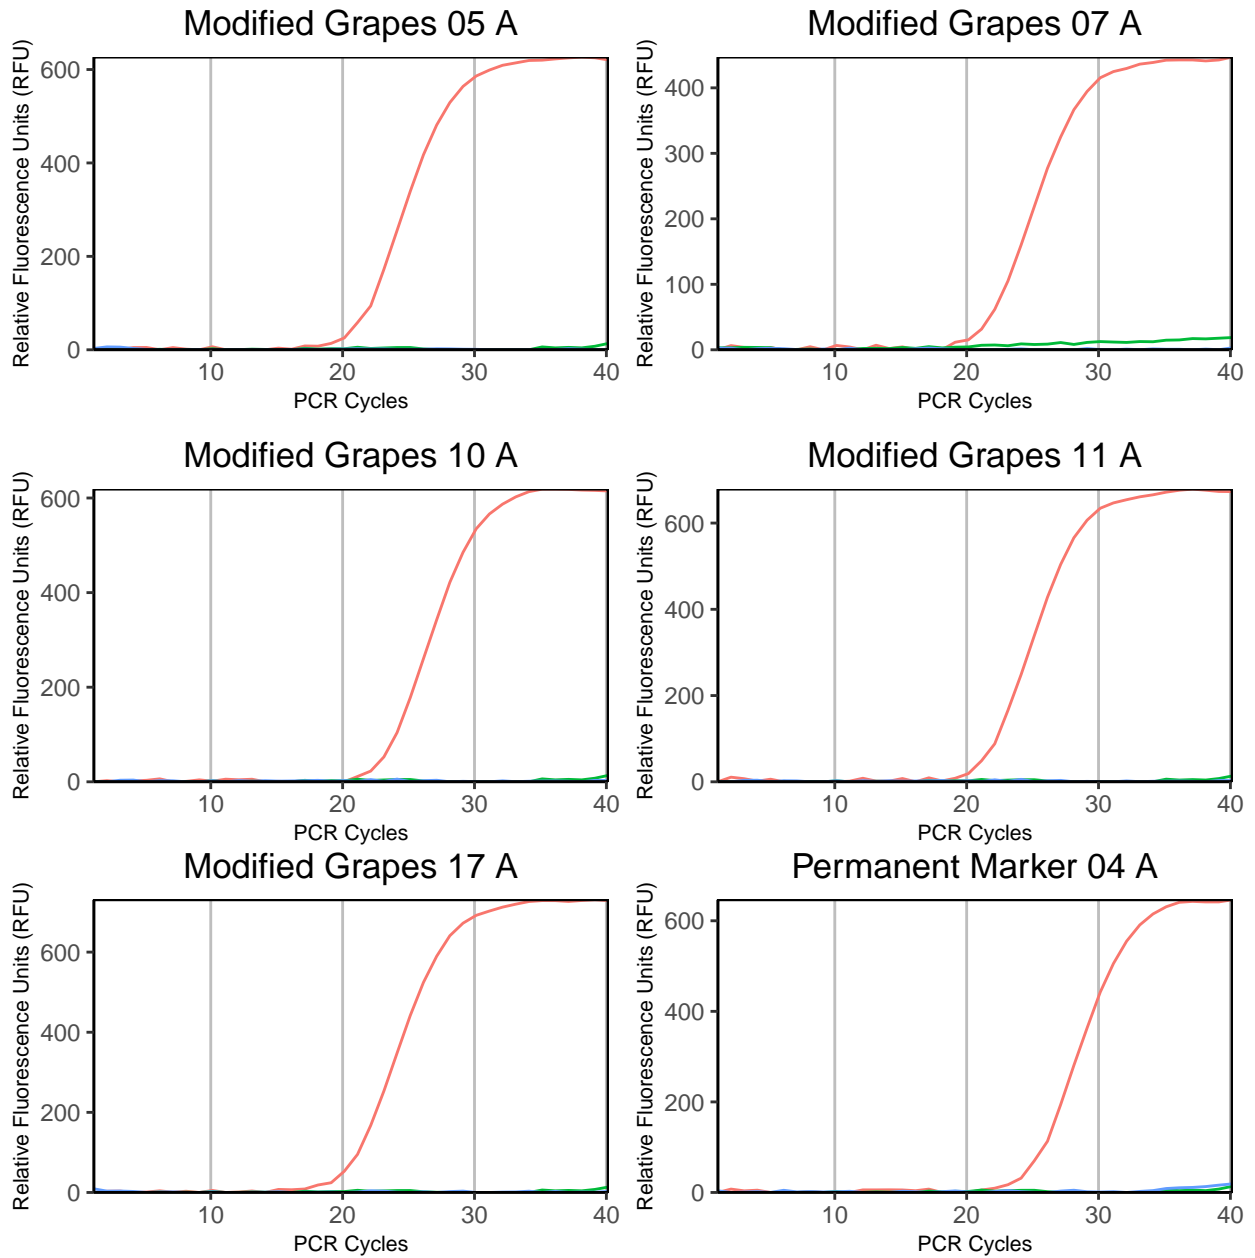 Modified Grapes 05 A
Relative Fluorescence Units (RFU)
600
400
200
0
10
20
30
40
PCR Cycles
Modified Grapes 07 A
Relative Fluorescence Units (RFU)
400
300
200
100
0
10
20
30
40
PCR Cycles
Modified Grapes 10 A
Relative Fluorescence Units (RFU)
600
400
200
0
10
20
30
40
PCR Cycles
Modified Grapes 11 A
Relative Fluorescence Units (RFU)
600
400
200
0
10
20
30
40
PCR Cycles
Modified Grapes 17 A
Relative Fluorescence Units (RFU)
600
400
200
0
10
20
30
40
PCR Cycles
Permanent Marker 04 A
Relative Fluorescence Units (RFU)
600
400
200
0
10
20
30
40
PCR Cycles